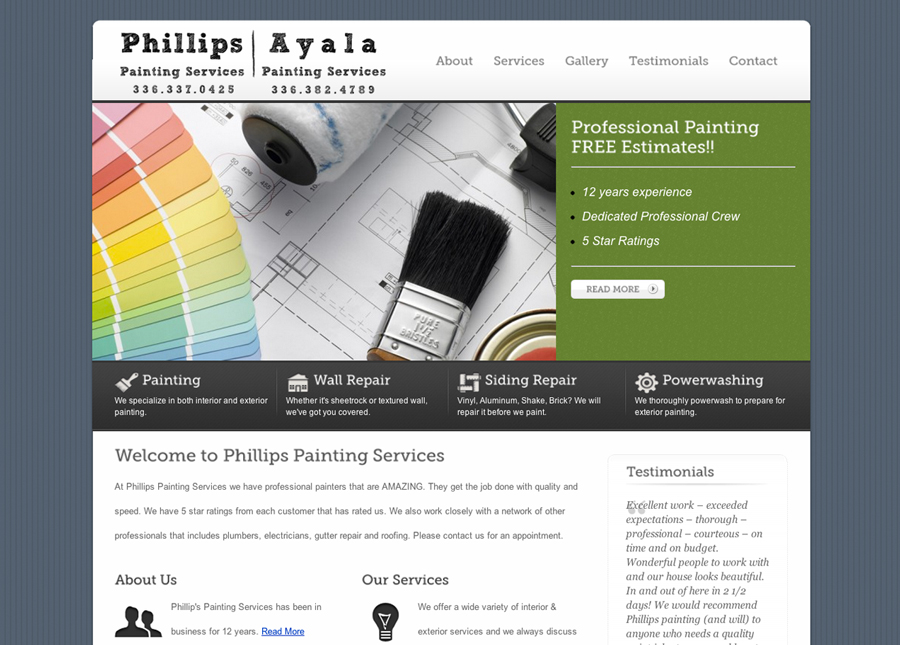 Phillips Ayala
Painting Services Painting Services
336.337.0425 336.382.4789
About Services Gallery Testimonials Contact
Professional Painting
FREE Estimates!!
12 years experience
Dedicated Professional Crew
5 Star Ratings
READ MORE
PURE
BRISTLES
Painting
We specialize in both interior and exterior
painting.
Wall Repair
Whether it's sheetrock or textured wall,
we've got you covered.
Siding Repair
Vinyl, Aluminum, Shake, Brick? We will
repair it before we paint.
Powerwashing
We thoroughly powerwash to prepare for
exterior painting.
Welcome to Phillips Painting Services
At Phillips Painting Services we have professional painters that are AMAZING. They get the job done with quality and
speed. We have 5 star ratings from each customer that has rated us. We also work closely with a network of other
professionals that includes plumbers, electricians, gutter repair and roofing. Please contact us for an appointment.
About Us
Phillip's Painting Services has been in
business for 12 years. Read More
Our Services
We offer a wide variety of interior &
exterior services and we always discuss
Testimonials
Excellent work – exceeded
expectations – thorough –
professional – courteous – on
time and on budget.
Wonderful people to work with
and our house looks beautiful.
In and out of here in 2 1/2
days! We would recommend
Phillips painting (and will) to
anyone who needs a quality